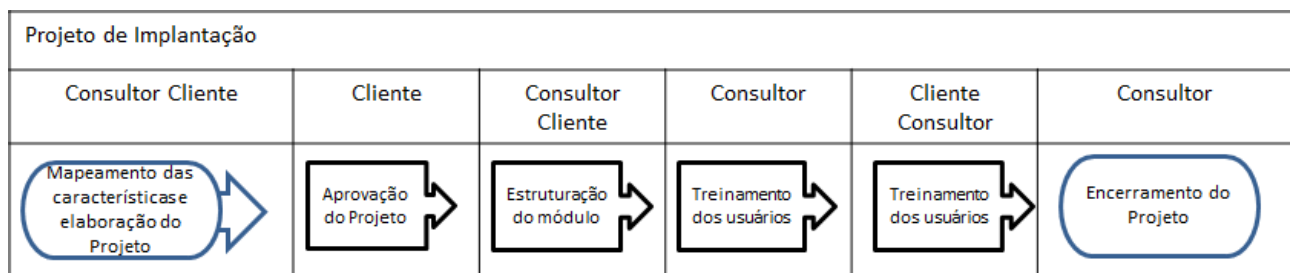 Projeto de Implantação
Consultor Cliente
Cliente
Consultor
Cliente
Consultor
Cliente
Consultor
Consultor
Mapeamento das
característicase
elaboração do
Projeto
Aprovação
do Projeto
Estruturação
do módulo
Treinamento
dos usuários
Treinamento
dos usuários
Encerramento do
Projeto